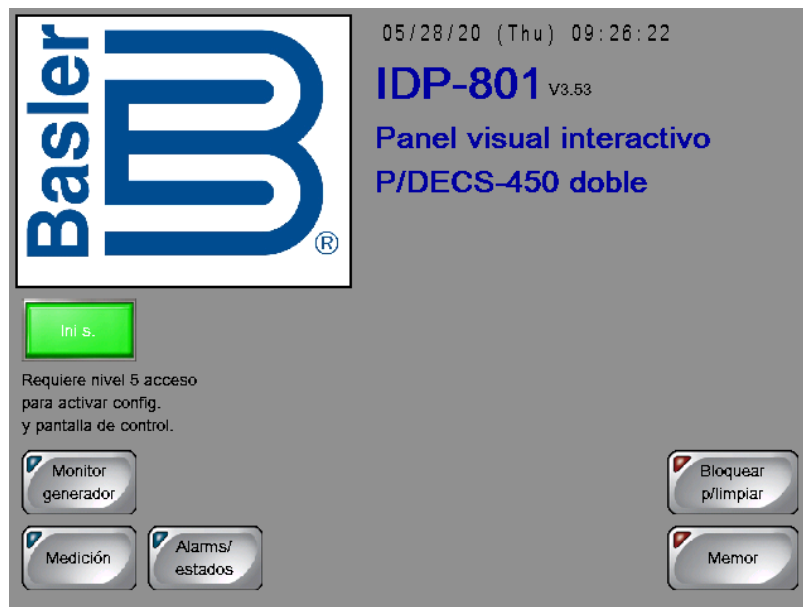 Basler
®
05/28/20 (Thu) 09:26:22
IDP-801 V3.53
Panel visual interactivo
P/DECS-450 doble
Ini s.
Requiere nivel 5 acceso
para activar config.
y pantalla de control.
Monitor
generador
Bloquear
p/limpiar
Medición
Alarms/
estados
Memor